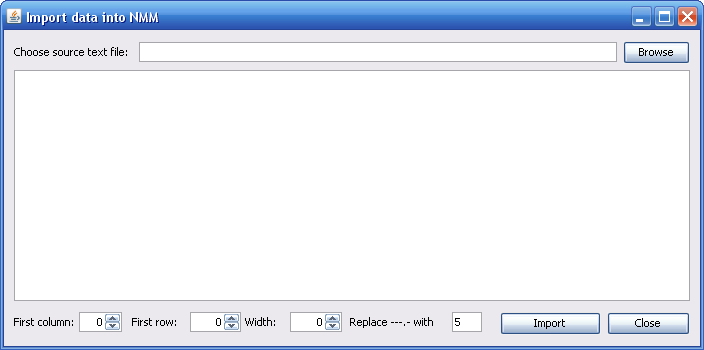 Import data into NMM
Choose source text file: Browse
First column: 0 First row: 0 Width: 0 Replace ---.- with 5 Import Close